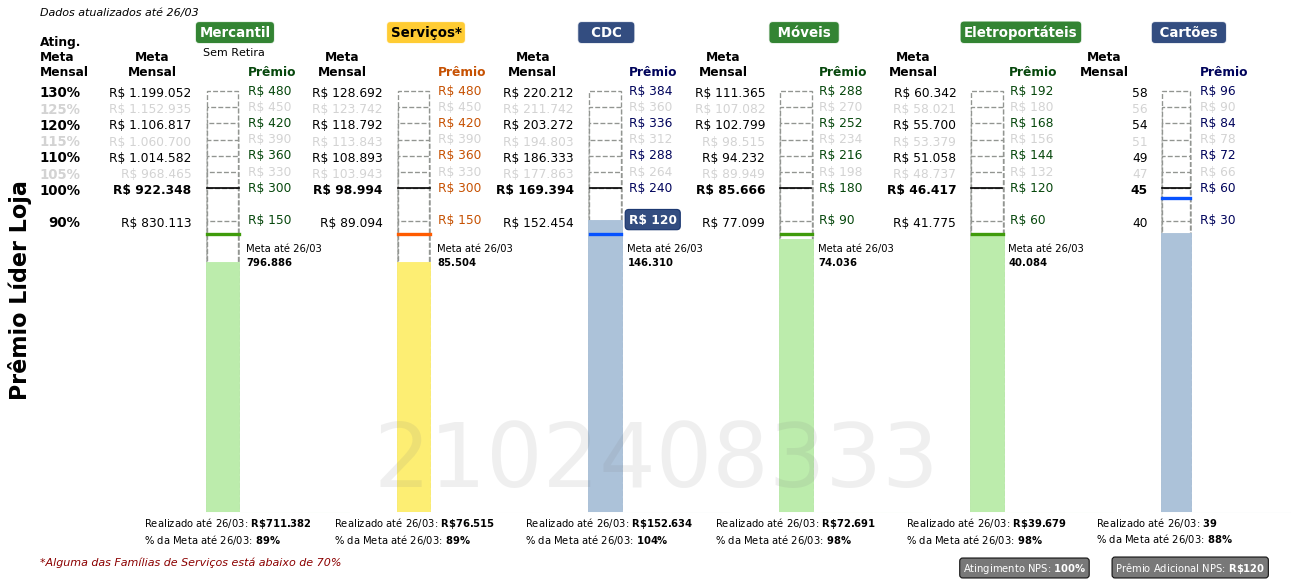 Dados atualizados até 26/03
Mercantil Serviços* CDC Móveis Eletroportáteis Cartões
Sem Retira
Ating. Meta Mensal Meta Mensal Prêmio Meta Mensal Prêmio Meta Mensal Prêmio Meta Mensal Prêmio Meta Mensal Prêmio Meta Mensal Prêmio
130% R$ 1.199.052 R$ 480 R$ 128.692 R$ 480 R$ 220.212 R$ 384 R$ 111.365 R$ 288 R$ 60.342 R$ 192 58 R$ 96
125% R$ 1.152.935 R$ 450 R$ 123.742 R$ 450 R$ 211.742 R$ 360 R$ 107.082 R$ 270 R$ 58.021 R$ 180 56 R$ 90
120% R$ 1.106.817 R$ 420 R$ 118.792 R$ 420 R$ 203.272 R$ 336 R$ 102.799 R$ 252 R$ 55.700 R$ 168 54 R$ 84
115% R$ 1.060.700 R$ 390 R$ 113.843 R$ 390 R$ 194.803 R$ 312 R$ 98.515 R$ 234 R$ 53.379 R$ 156 51 R$ 78
110% R$ 1.014.582 R$ 360 R$ 108.893 R$ 360 R$ 186.333 R$ 288 R$ 94.232 R$ 216 R$ 51.058 R$ 144 49 R$ 72
105% R$ 968.465 R$ 330 R$ 103.943 R$ 330 R$ 177.863 R$ 264 R$ 89.949 R$ 198 R$ 48.737 R$ 132 47 R$ 66
100% R$ 922.348 R$ 300 R$ 98.994 R$ 300 R$ 169.394 R$ 240 R$ 85.666 R$ 180 R$ 46.417 R$ 120 45 R$ 60
90% R$ 830.113 R$ 150 R$ 89.094 R$ 150 R$ 152.454 R$ 120 R$ 77.099 R$ 90 R$ 41.775 R$ 60 40 R$ 30
Meta até 26/03 Meta até 26/03 Meta até 26/03 Meta até 26/03 Meta até 26/03
796.886 85.504 146.310 74.036 40.084
Prêmio Líder Loja
2102408333
Realizado até 26/03: R$711.382 Realizado até 26/03: R$76.515 Realizado até 26/03: R$152.634 Realizado até 26/03: R$72.691 Realizado até 26/03: R$39.679 Realizado até 26/03: 39
% da Meta até 26/03: 89% % da Meta até 26/03: 89% % da Meta até 26/03: 104% % da Meta até 26/03: 98% % da Meta até 26/03: 98% % da Meta até 26/03: 88%
*Alguma das Famílias de Serviços está abaixo de 70%
Atingimento NPS: 100% Prêmio Adicional NPS: R$120